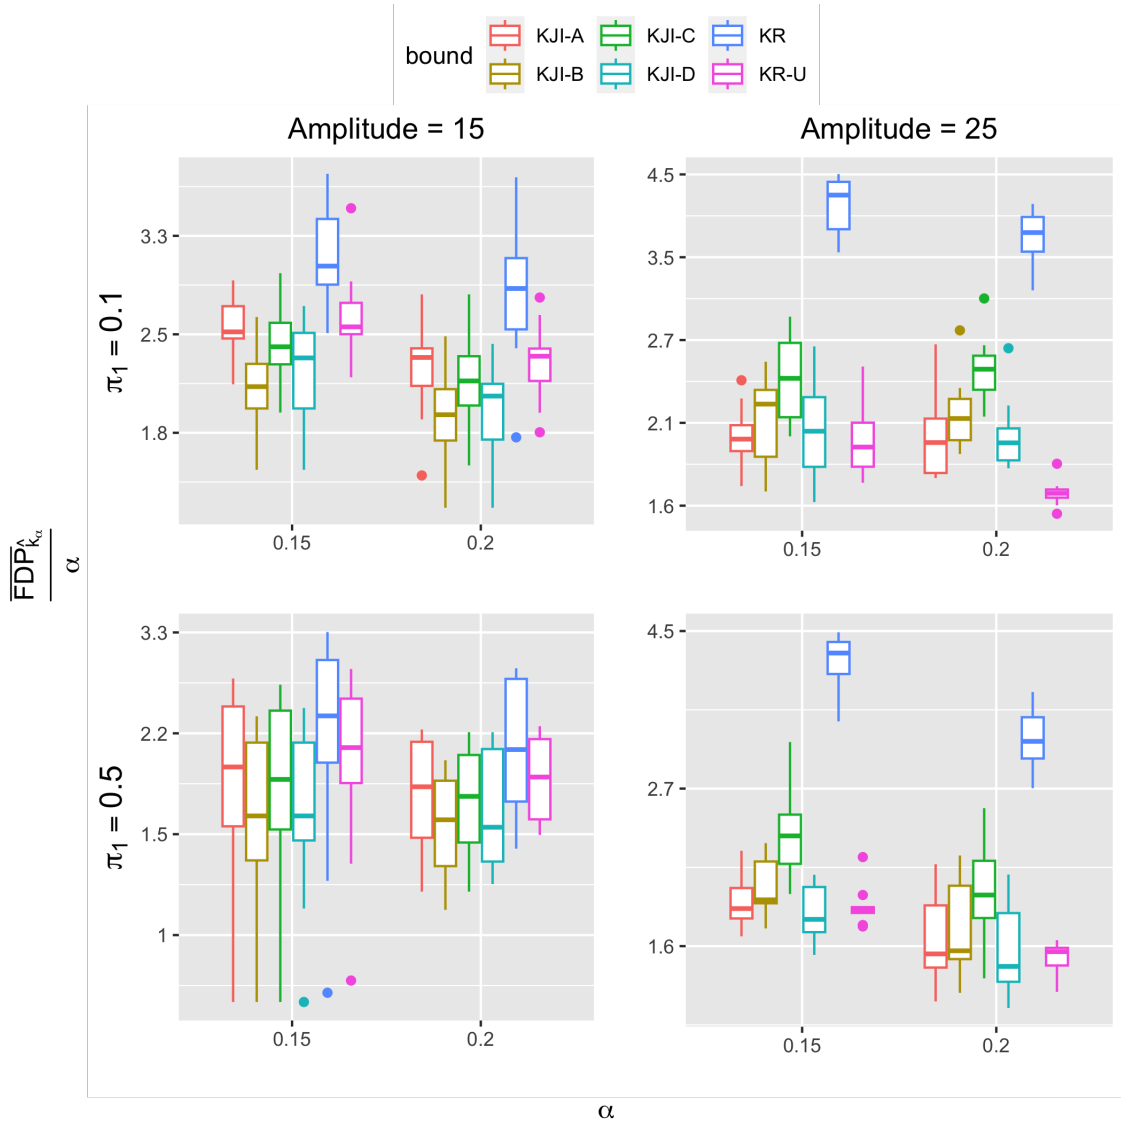 bound
KJI-A KJI-C KR
KJI-B KJI-D KR-U
Amplitude = 15 Amplitude = 25
π₁ = 0.1
3.3
2.5
1.8
0.15 0.2
4.5
3.5
2.7
2.1
1.6
0.15 0.2
π₁ = 0.5
3.3
2.2
1.5
1
0.15 0.2
4.5
2.7
1.6
0.15 0.2
F̅D̅P̅_k̂_α
α
α